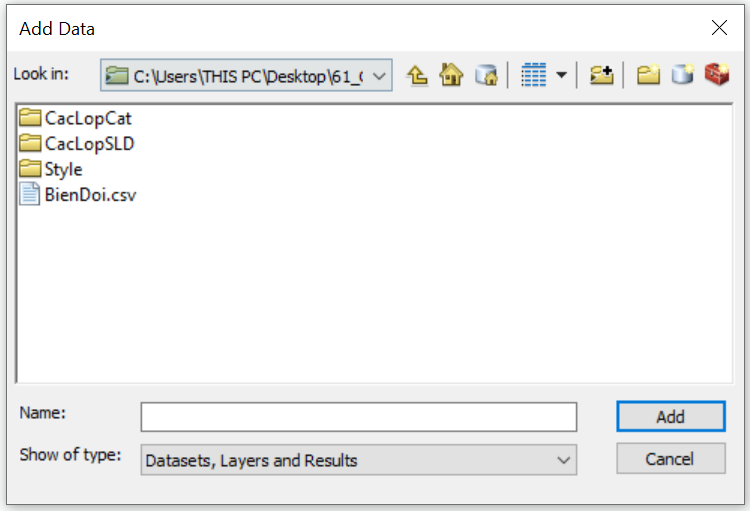 Add Data
Look in:
C:\Users\THIS PC\Desktop\61_
CacLopCat
CacLopSLD
Style
BienDoi.csv
Name:
Add
Show of type:
Datasets, Layers and Results
Cancel